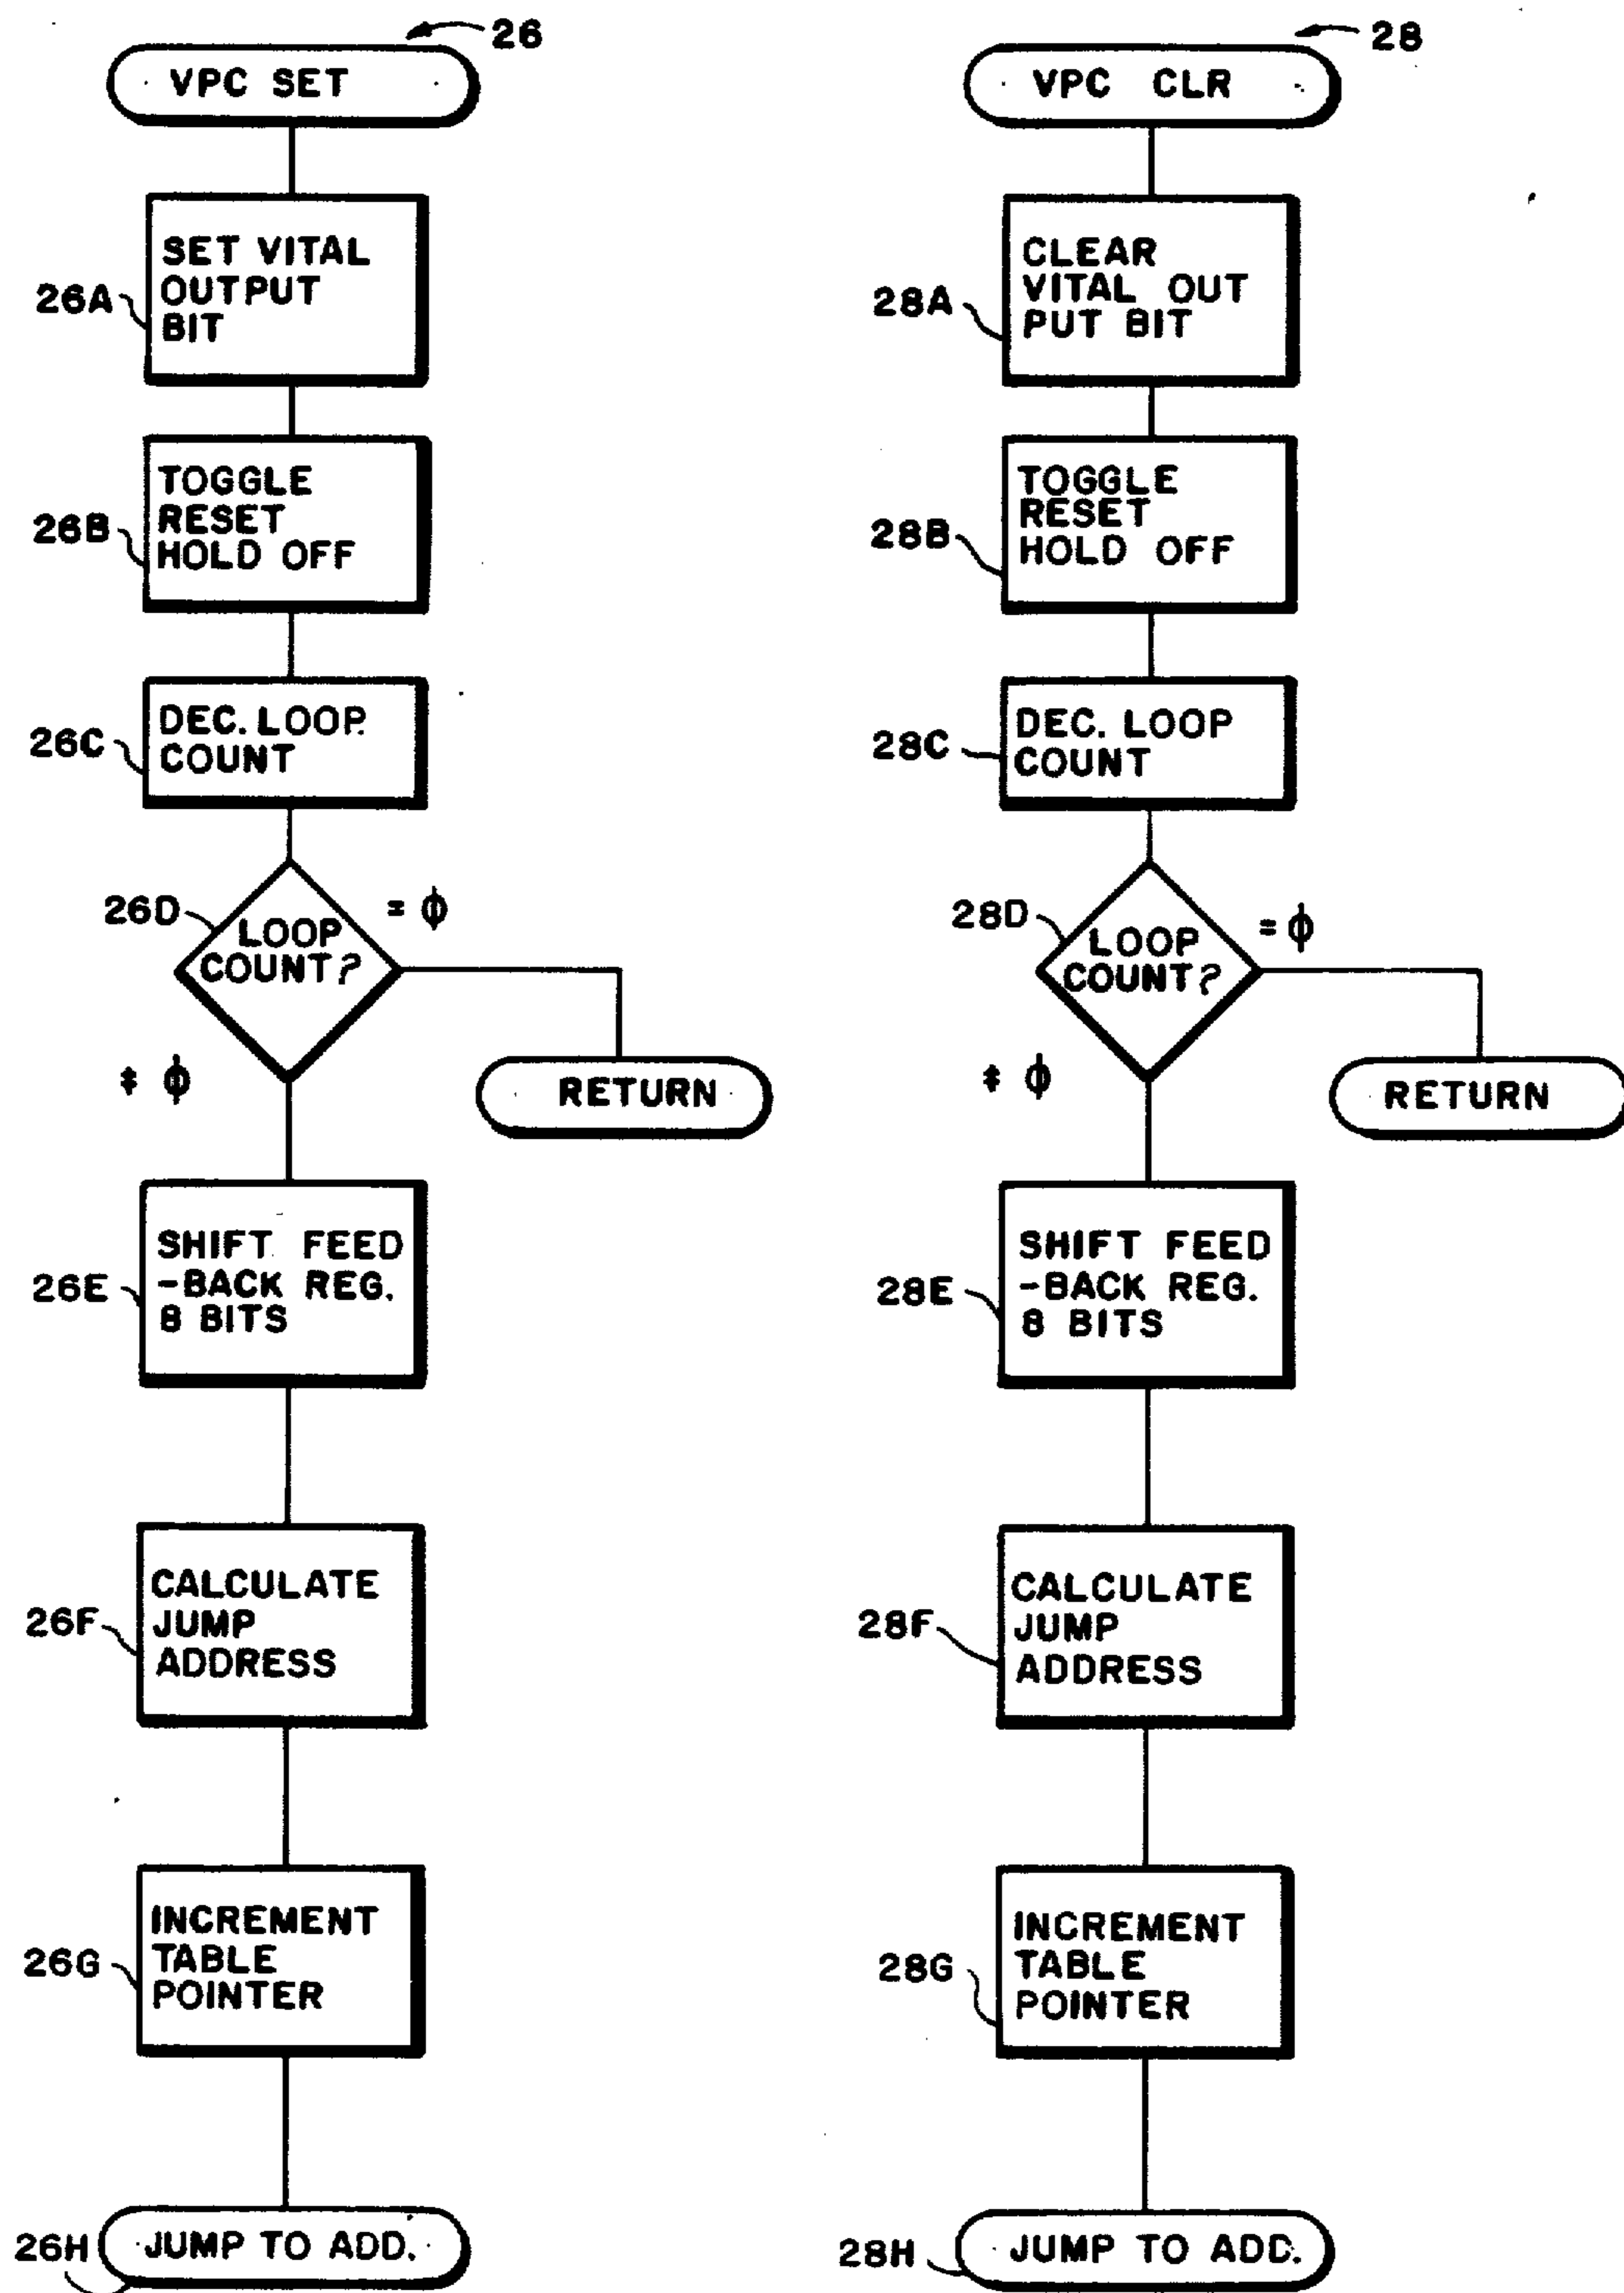 26
VPC SET
26A
SET VITAL
OUTPUT
BIT
26B
TOGGLE
RESET
HOLD OFF
26C
DEC. LOOP
COUNT
26D
LOOP
COUNT?
= ϕ
≠ ϕ
RETURN
26E
SHIFT FEED
-BACK REG.
8 BITS
26F
CALCULATE
JUMP
ADDRESS
26G
INCREMENT
TABLE
POINTER
26H
JUMP TO ADD.
28
VPC CLR
28A
CLEAR
VITAL OUT
PUT BIT
28B
TOGGLE
RESET
HOLD OFF
28C
DEC. LOOP
COUNT
28D
LOOP
COUNT?
= ϕ
≠ ϕ
RETURN
28E
SHIFT FEED
-BACK REG.
8 BITS
28F
CALCULATE
JUMP
ADDRESS
28G
INCREMENT
TABLE
POINTER
28H
JUMP TO ADD.